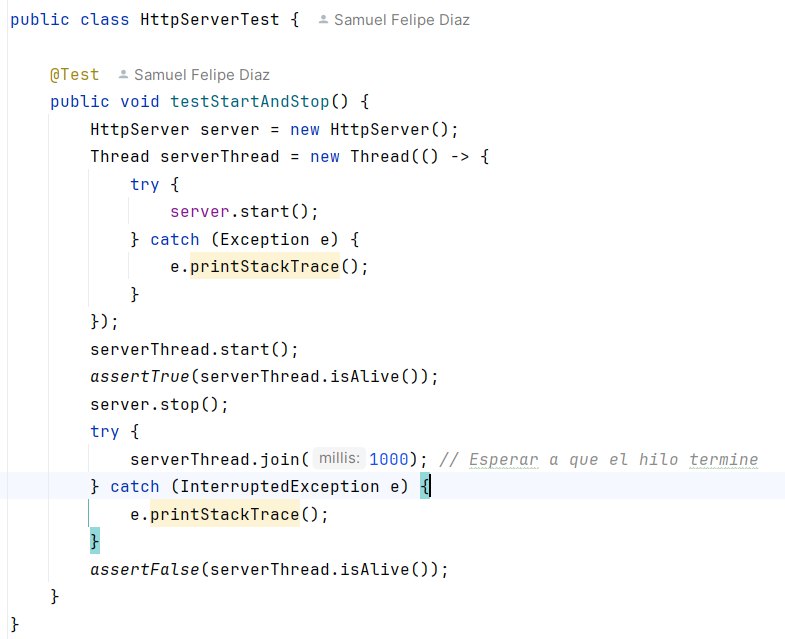 public class HttpServerTest { Samuel Felipe Diaz
@Test Samuel Felipe Diaz
public void testStartAndStop() {
HttpServer server = new HttpServer();
Thread serverThread = new Thread(() -> {
try {
server.start();
} catch (Exception e) {
e.printStackTrace();
}
});
serverThread.start();
assertTrue(serverThread.isAlive());
server.stop();
try {
serverThread.join( millis: 1000); // Esperar a que el hilo termine
} catch (InterruptedException e) {
e.printStackTrace();
}
assertFalse(serverThread.isAlive());
}
}